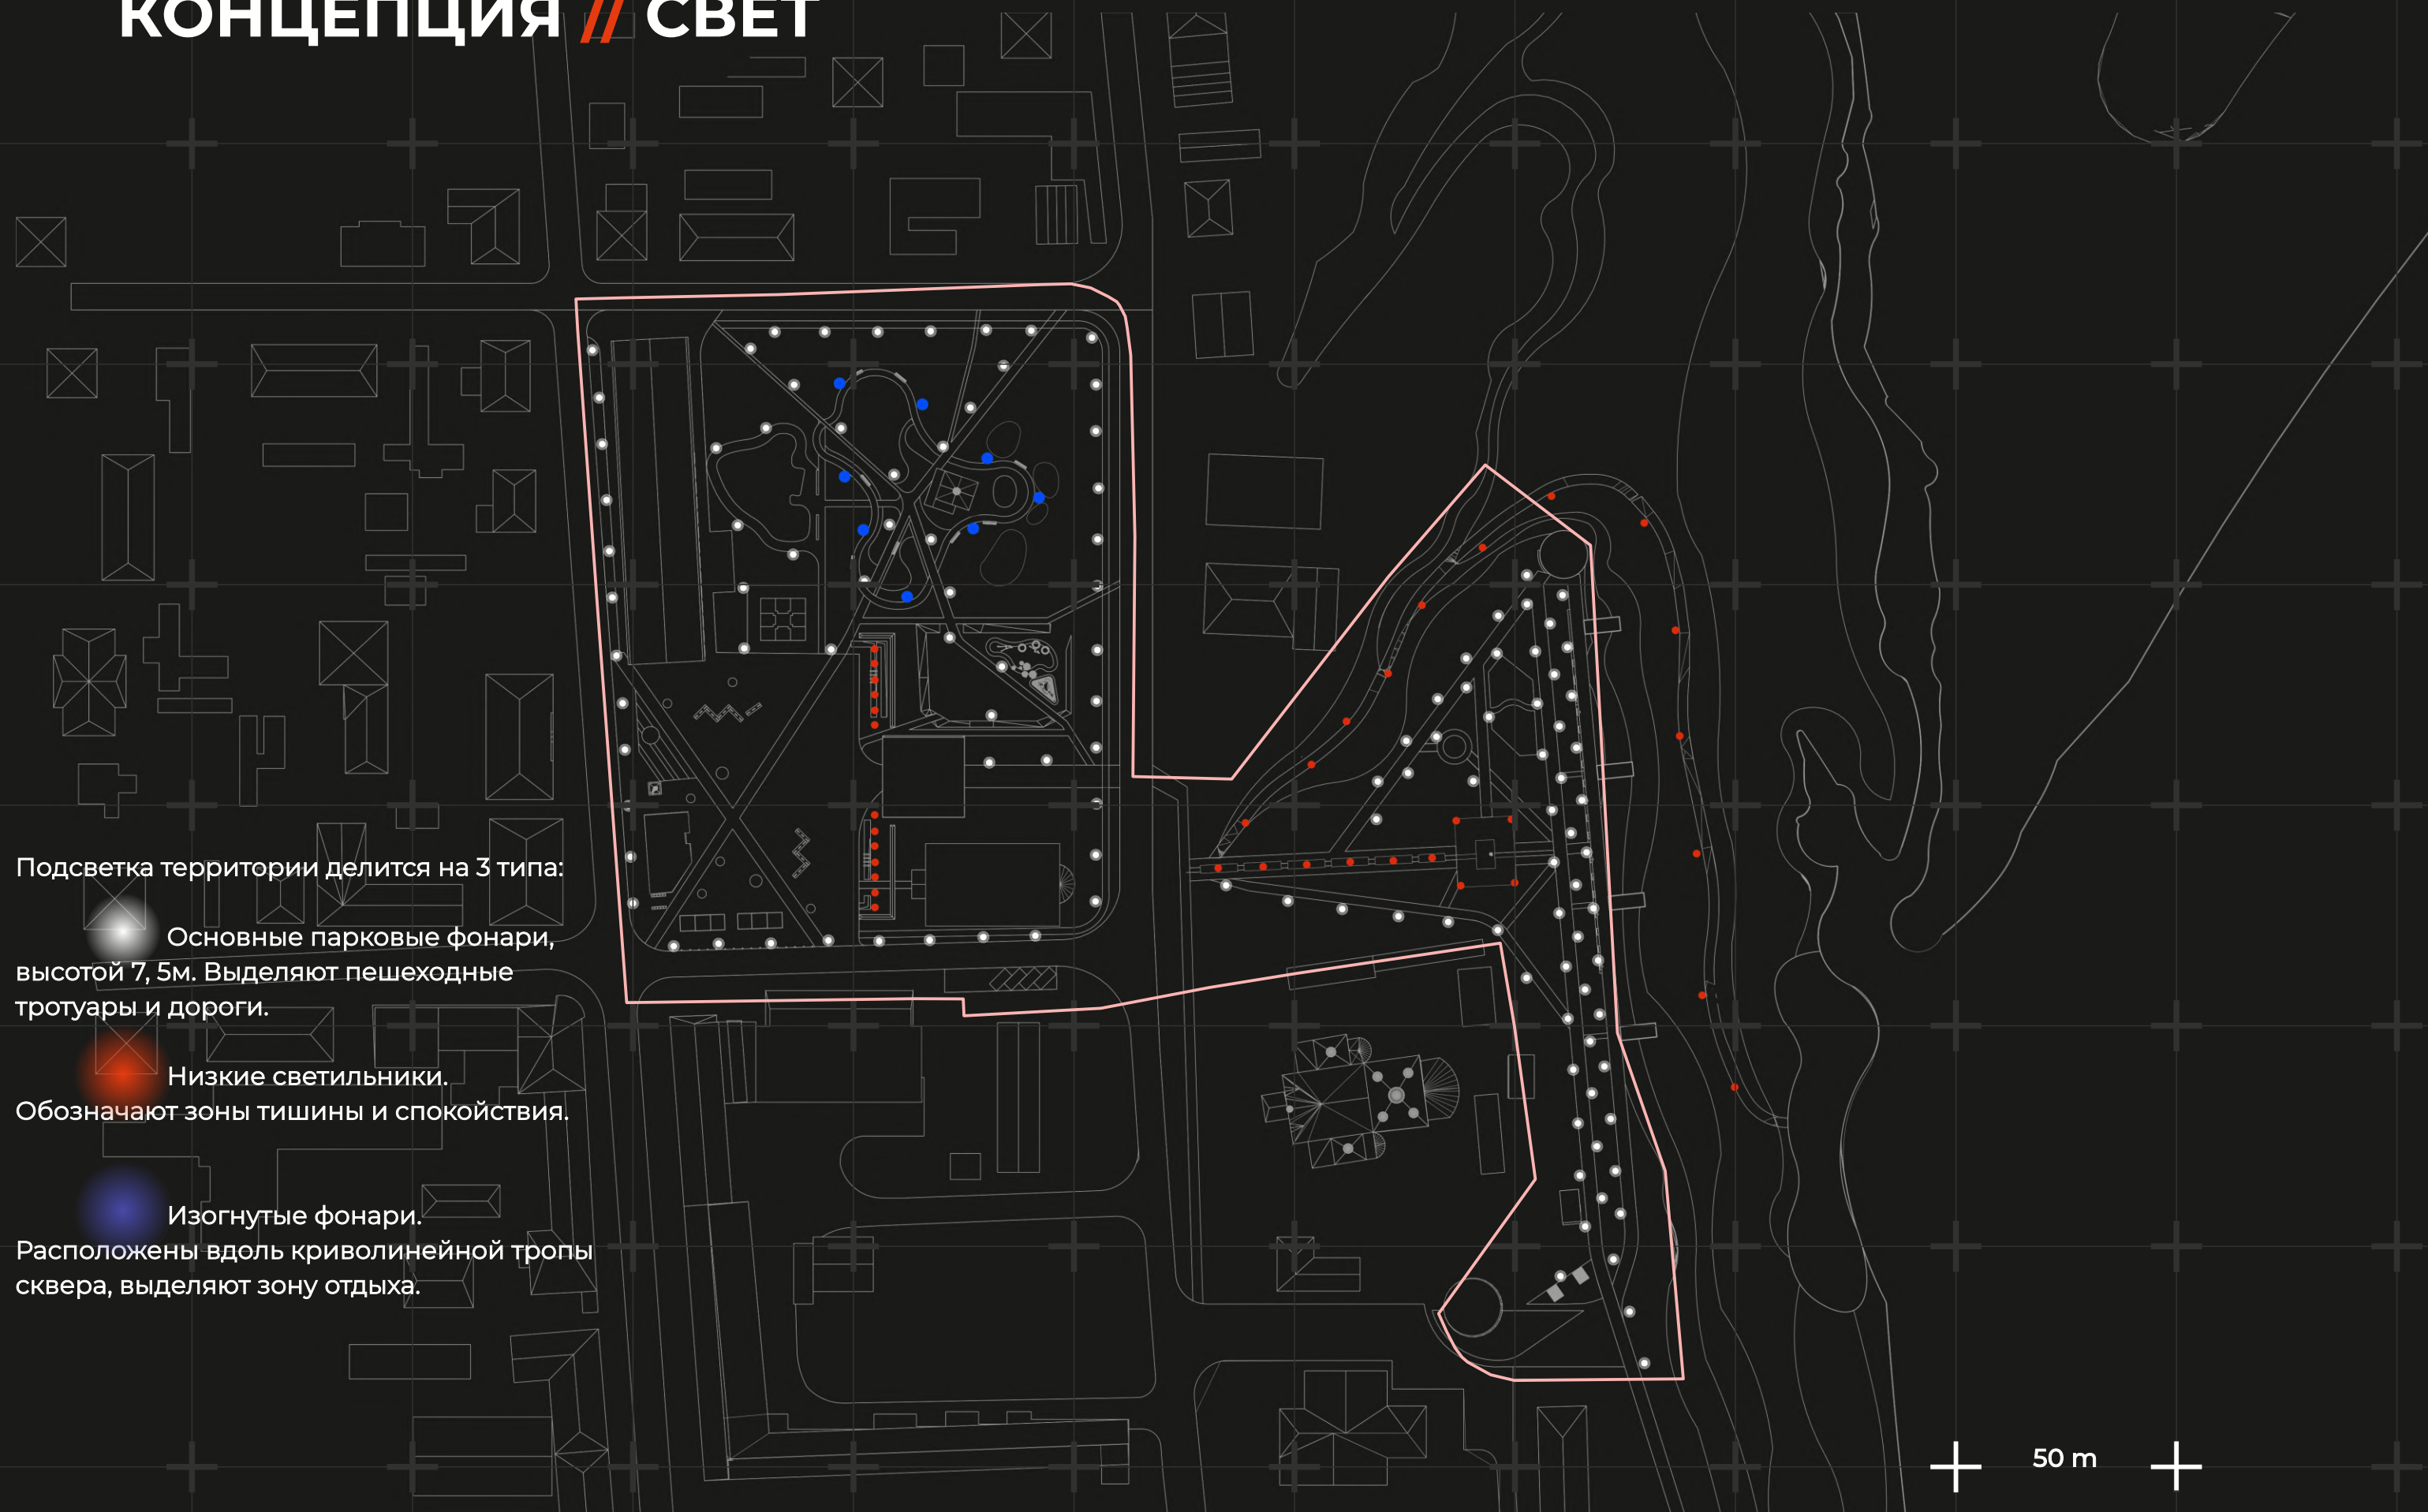 КОНЦЕПЦИЯ // СВЕТ
Подсветка территории делится на 3 типа:
Основные парковые фонари,
высотой 7, 5м. Выделяют пешеходные
тротуары и дороги.
Низкие светильники.
Обозначают зоны тишины и спокойствия.
Изогнутые фонари.
Расположены вдоль криволинейной тропы
сквера, выделяют зону отдыха.
50 m